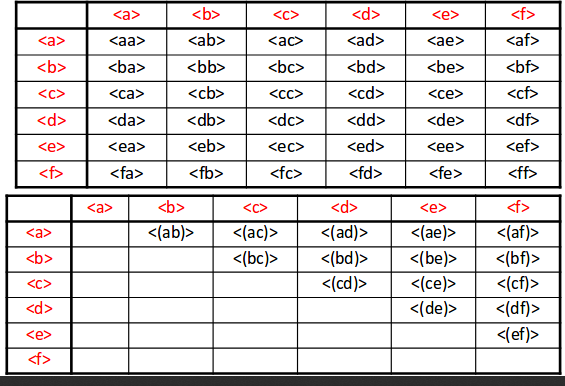 <a> <b> <c> <d> <e> <f>
<a> <aa> <ab> <ac> <ad> <ae> <af>
<b> <ba> <bb> <bc> <bd> <be> <bf>
<c> <ca> <cb> <cc> <cd> <ce> <cf>
<d> <da> <db> <dc> <dd> <de> <df>
<e> <ea> <eb> <ec> <ed> <ee> <ef>
<f> <fa> <fb> <fc> <fd> <fe> <ff>
<a> <b> <c> <d> <e> <f>
<a> <(ab)> <(ac)> <(ad)> <(ae)> <(af)>
<b> <(bc)> <(bd)> <(be)> <(bf)>
<c> <(cd)> <(ce)> <(cf)>
<d> <(de)> <(df)>
<e> <(ef)>
<f>